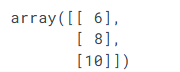 array([[ 6],
       [ 8],
       [10]])